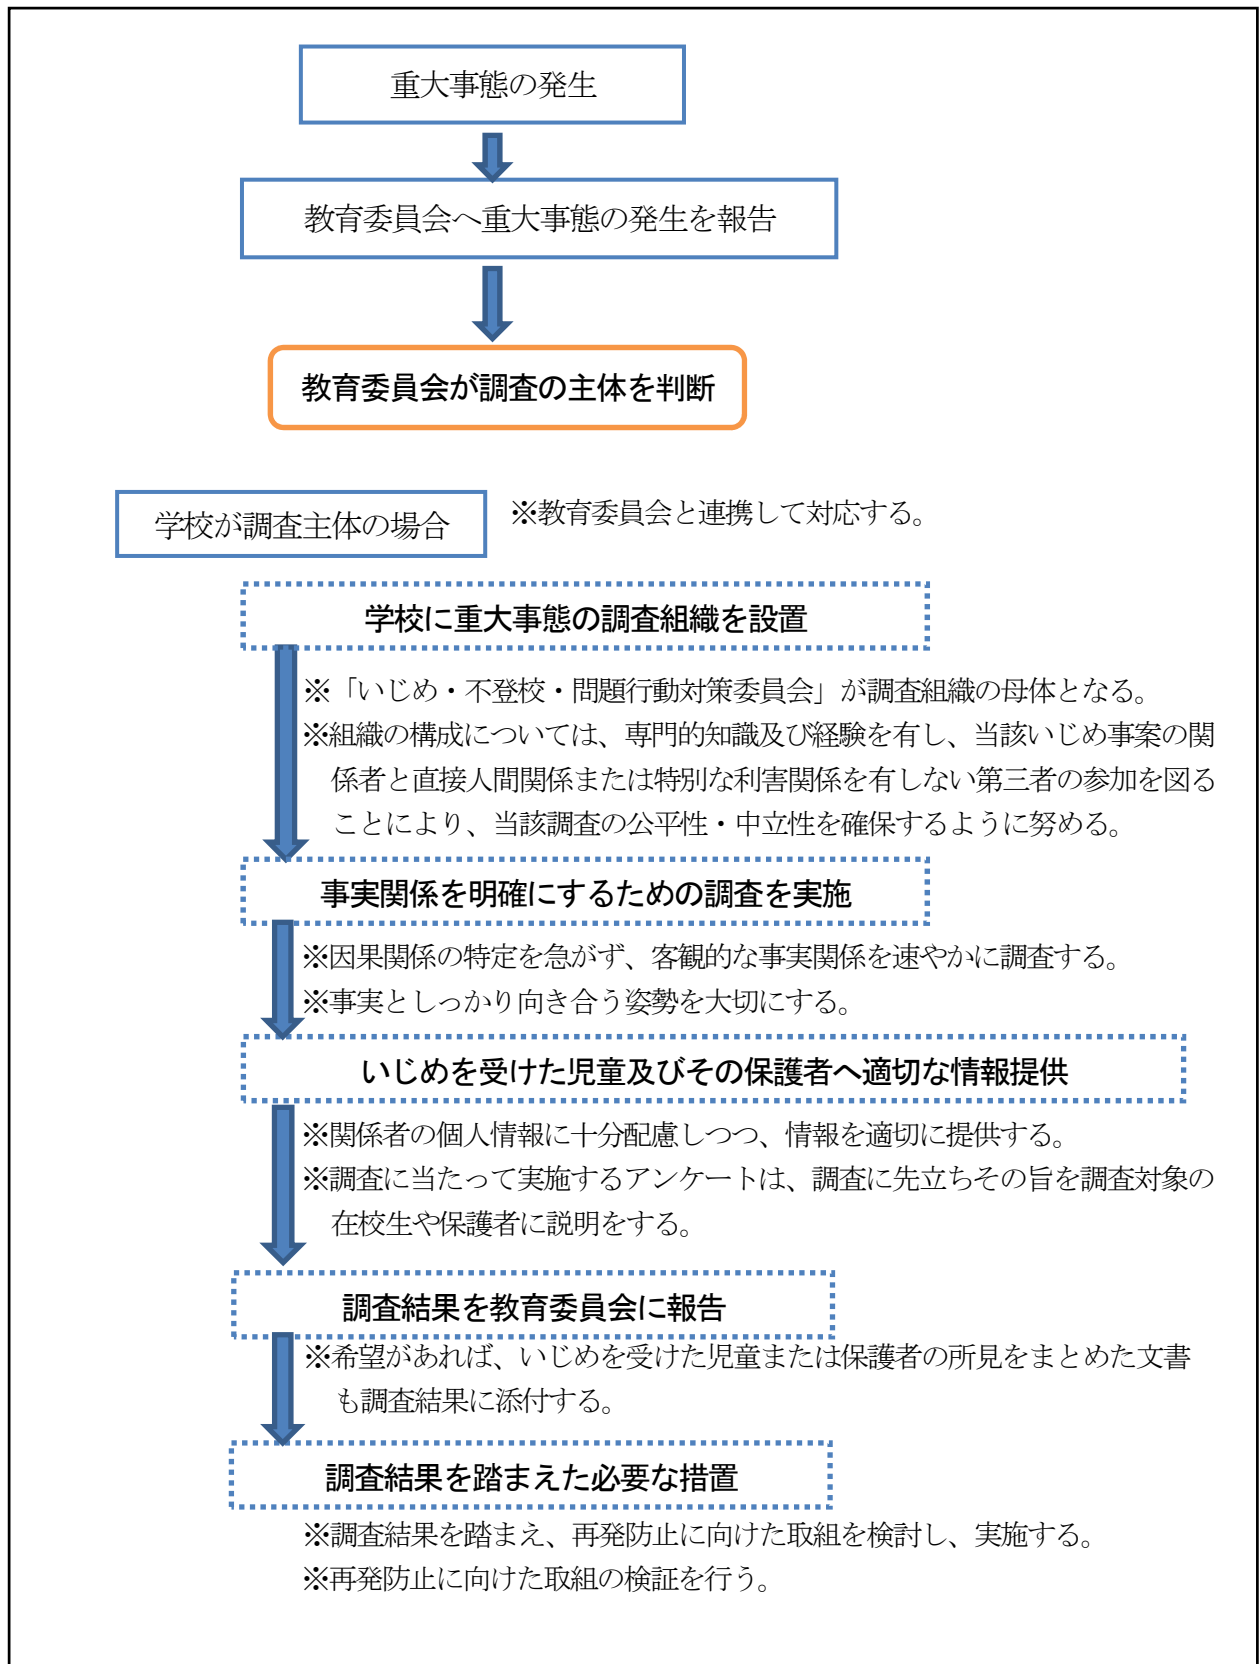 重大事態の発生
教育委員会へ重大事態の発生を報告
教育委員会が調査の主体を判断
学校が調査主体の場合
※教育委員会と連携して対応する。
学校に重大事態の調査組織を設置
※「いじめ・不登校・問題行動対策委員会」が調査組織の母体となる。
※組織の構成については、専門的知識及び経験を有し、当該いじめ事案の関
係者と直接人間関係または特別な利害関係を有しない第三者の参加を図る
ことにより、当該調査の公平性・中立性を確保するように努める。
事実関係を明確にするための調査を実施
※因果関係の特定を急がず、客観的な事実関係を速やかに調査する。
※事実としっかり向き合う姿勢を大切にする。
いじめを受けた児童及びその保護者へ適切な情報提供
※関係者の個人情報に十分配慮しつつ、情報を適切に提供する。
※調査に当たって実施するアンケートは、調査に先立ちその旨を調査対象の
在校生や保護者に説明をする。
調査結果を教育委員会に報告
※希望があれば、いじめを受けた児童または保護者の所見をまとめた文書
も調査結果に添付する。
調査結果を踏まえた必要な措置
※調査結果を踏まえ、再発防止に向けた取組を検討し、実施する。
※再発防止に向けた取組の検証を行う。